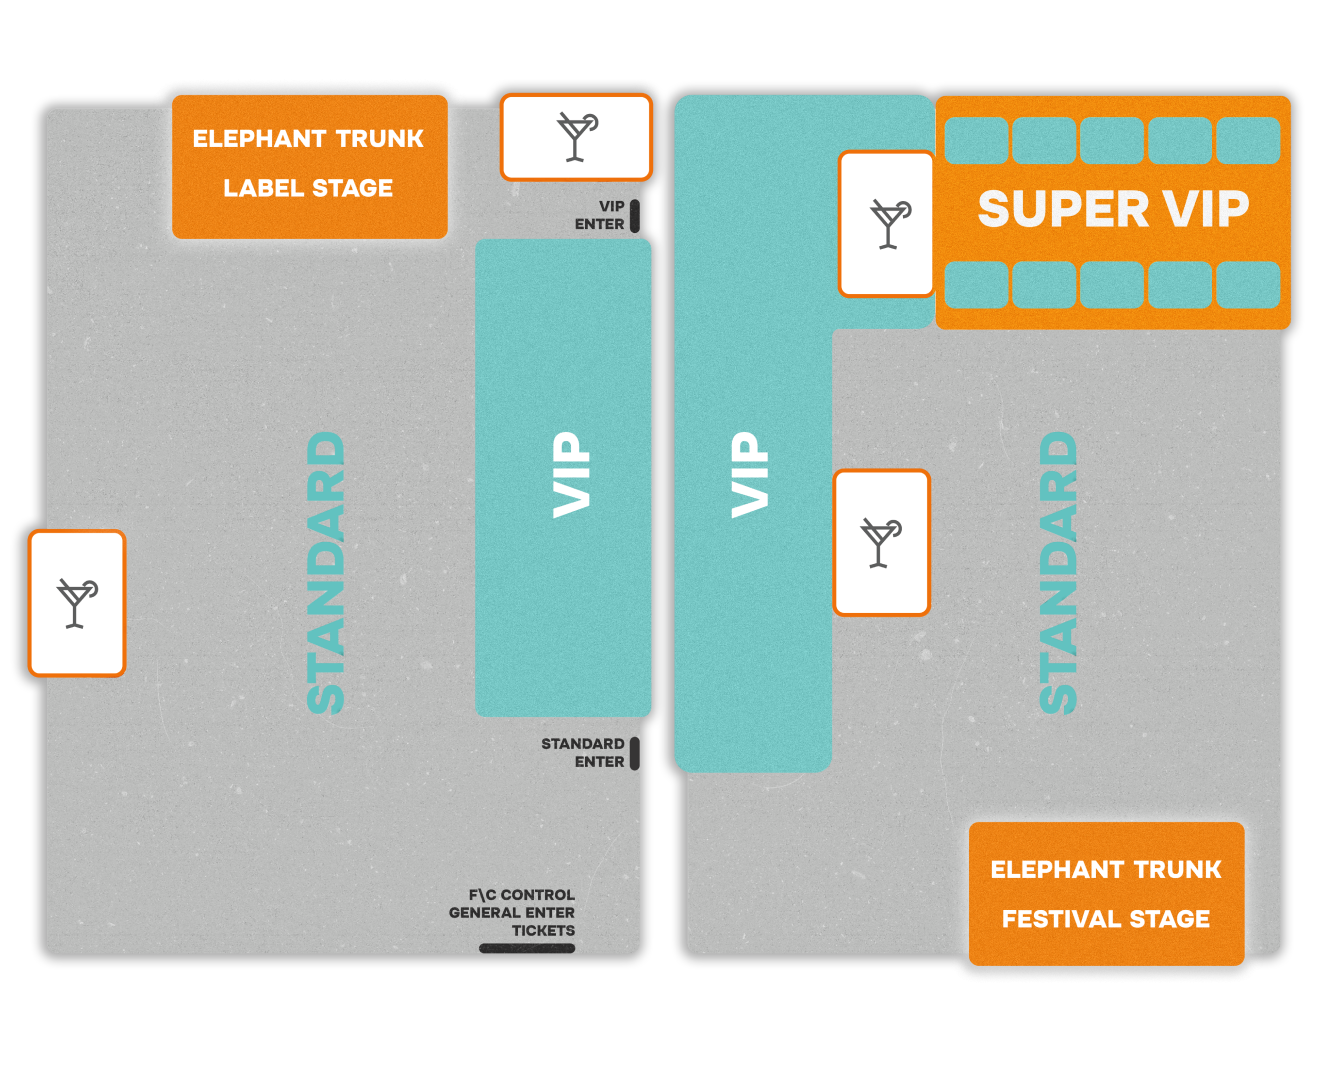 ELEPHANT TRUNK
LABEL STAGE
VIP
ENTER
STANDARD
VIP
STANDARD
ENTER
F\C CONTROL
GENERAL ENTER
TICKETS
SUPER VIP
VIP
STANDARD
ELEPHANT TRUNK
FESTIVAL STAGE